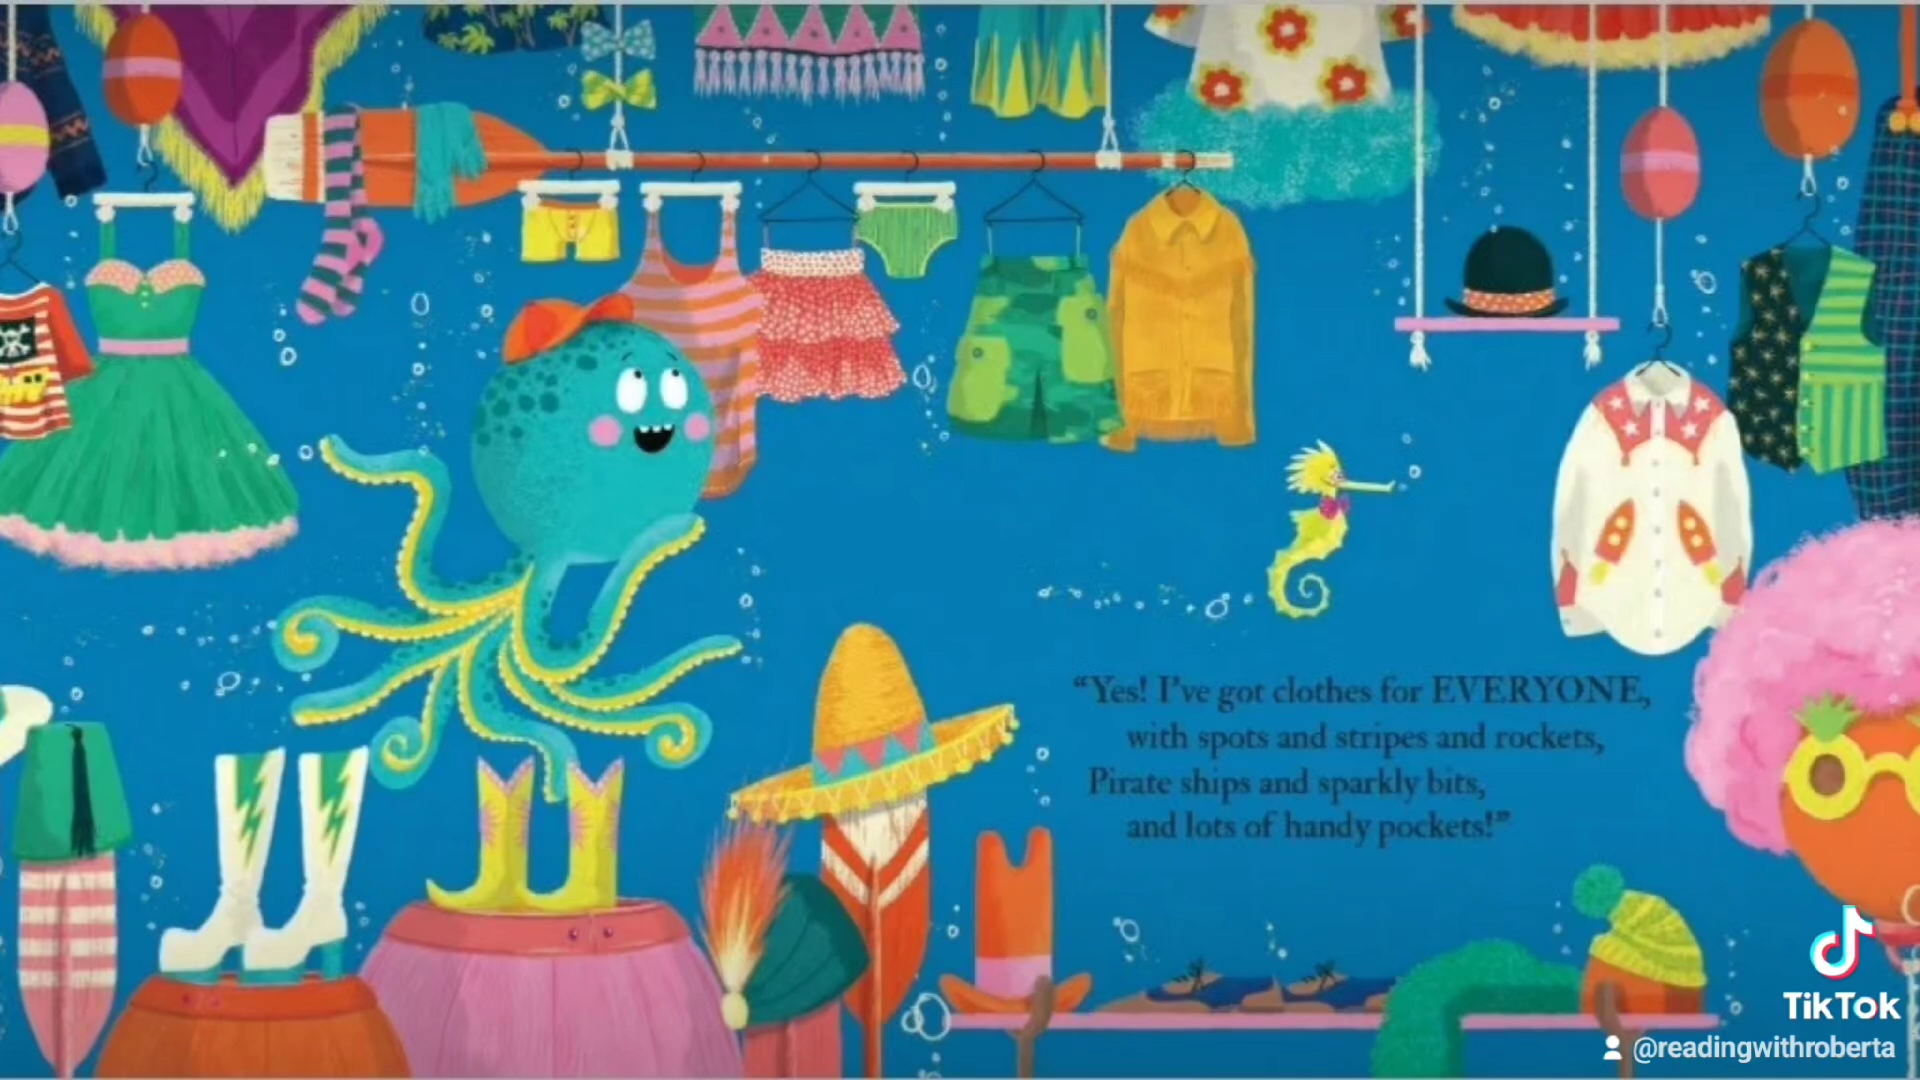 “Yes! I’ve got clothes for EVERYONE,
with spots and stripes and rockets,
Pirate ships and sparkly bits,
and lots of handy pockets!”
TikTok
@readingwithroberta